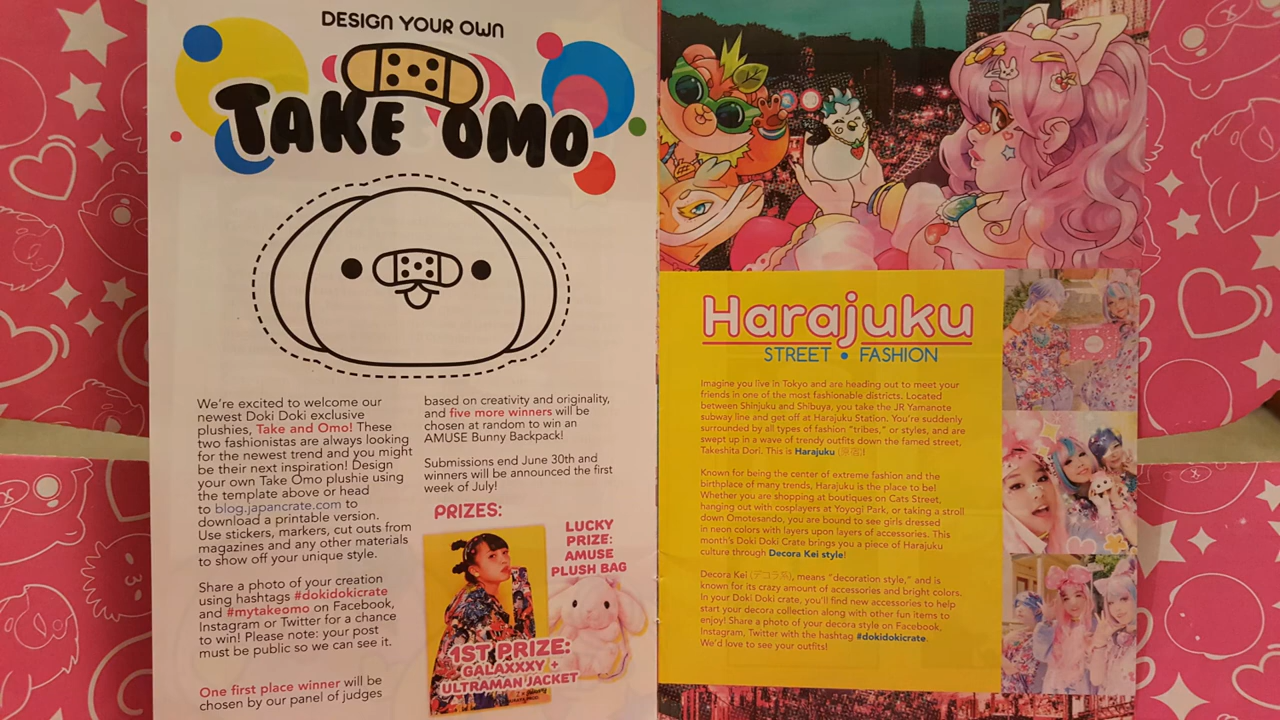 DESIGN YOUR OWN
TAKE OMO
We're excited to welcome our
newest Doki Doki exclusive
plushies, Take and Omo! These
two fashionistas are always looking
for the newest trend and you might
be their next inspiration! Design
your own Take Omo plushie using
the template above or head
to blog.japancrate.com to
download a printable version.
Use stickers, markers, cut outs from
magazines and any other materials
to show off your unique style.
Share a photo of your creation
using hashtags #dokidokicrate
and #mytakeomo on Facebook,
Instagram or Twitter for a chance
to win! Please note: your post
must be public so we can see it.
One first place winner will be
chosen by our panel of judges
based on creativity and originality,
and five more winners will be
chosen at random to win an
AMUSE Bunny Backpack!
Submissions end June 30th and
winners will be announced the first
week of July!
PRIZES:
LUCKY
PRIZE:
AMUSE
PLUSH BAG
1ST PRIZE:
GALAXXXY +
ULTRAMAN JACKET
Harajuku
STREET • FASHION
Imagine you live in Tokyo and are heading out to meet your
friends in one of the most fashionable districts. Located
between Shinjuku and Shibuya, you take the JR Yamanote
subway line and get off at Harajuku Station. You're suddenly
surrounded by all types of fashion "tribes," or styles, and are
swept up in a wave of trendy outfits down the famed street,
Takeshita Dori. This is Harajuku (原宿)!
Known for being the center of extreme fashion and the
birthplace of many trends, Harajuku is the place to be!
Whether you are shopping at boutiques on Cats Street,
hanging out with cosplayers at Yoyogi Park, or taking a stroll
down Omotesando, you are bound to see girls dressed
in neon colors with layers upon layers of accessories. This
month's Doki Doki Crate brings you a piece of Harajuku
culture through Decora Kei style!
Decora Kei (デコラ系), means "decoration style," and is
known for its crazy amount of accessories and bright colors.
In your Doki Doki crate, you'll find new accessories to help
start your decora collection along with other fun items to
enjoy! Share a photo of your decora style on Facebook,
Instagram, Twitter with the hashtag #dokidokicrate.
We'd love to see your outfits!